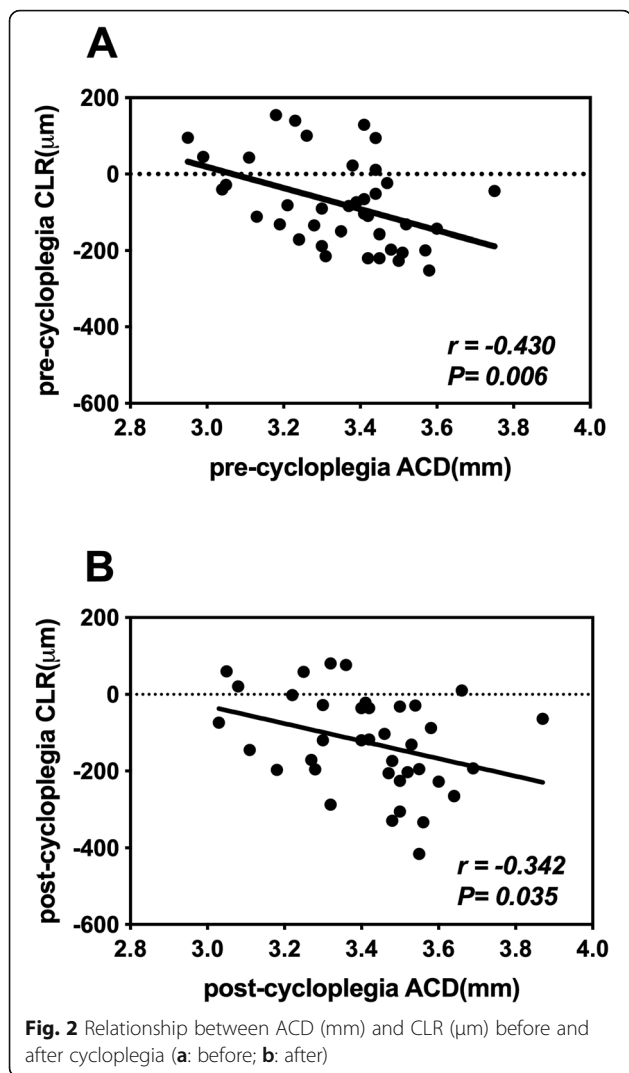 A
200
0
-200
-400
-600
pre-cycloplegia CLR(μm)
r = -0.430
P= 0.006
2.8 3.0 3.2 3.4 3.6 3.8 4.0
pre-cycloplegia ACD(mm)
B
200
0
-200
-400
-600
post-cycloplegia CLR(μm)
r = -0.342
P= 0.035
2.8 3.0 3.2 3.4 3.6 3.8 4.0
post-cycloplegia ACD(mm)
Fig. 2 Relationship between ACD (mm) and CLR (μm) before and
after cycloplegia (a: before; b: after)